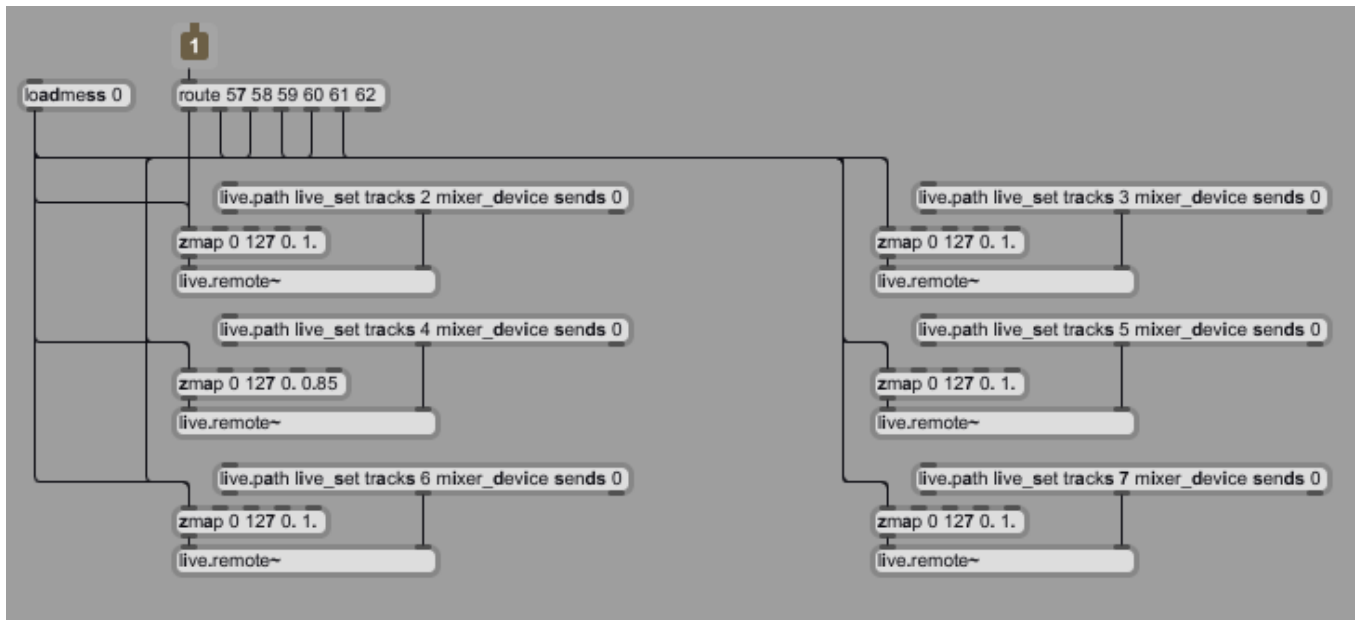 1
loadmess 0
route 57 58 59 60 61 62
live.path live_set tracks 2 mixer_device sends 0
live.path live_set tracks 3 mixer_device sends 0
zmap 0 127 0. 1.
zmap 0 127 0. 1.
live.remote~
live.remote~
live.path live_set tracks 4 mixer_device sends 0
live.path live_set tracks 5 mixer_device sends 0
zmap 0 127 0. 0.85
zmap 0 127 0. 1.
live.remote~
live.remote~
live.path live_set tracks 6 mixer_device sends 0
live.path live_set tracks 7 mixer_device sends 0
zmap 0 127 0. 1.
zmap 0 127 0. 1.
live.remote~
live.remote~